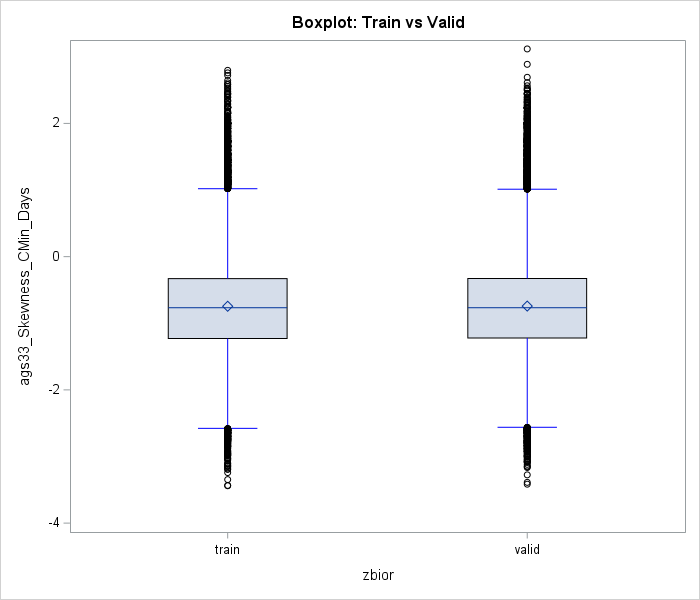 Boxplot: Train vs Valid
ags33_Skewness_CMin_Days
2
0
-2
-4
train
valid
zbior